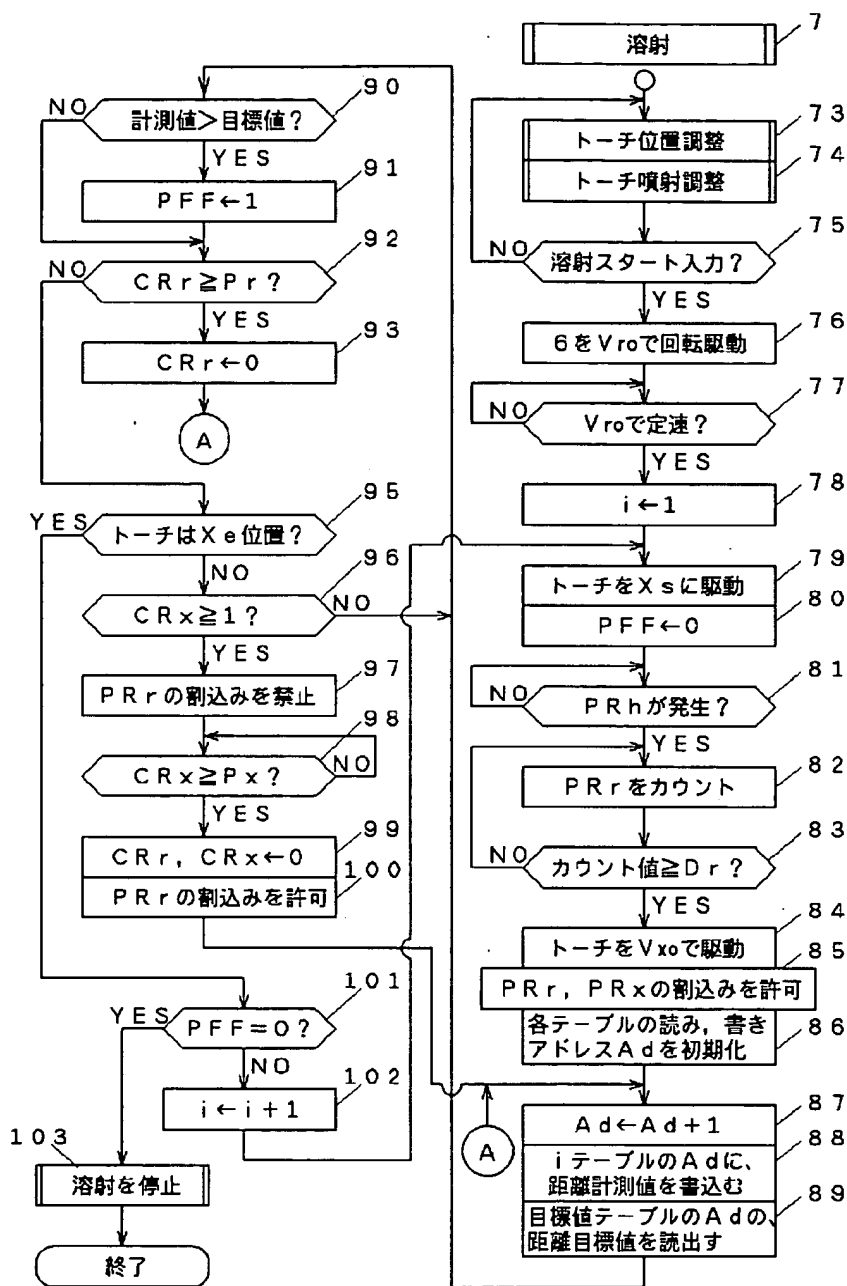 ７
溶射
７３
トーチ位置調整
７４
トーチ噴射調整
７５
溶射スタート入力？
NO
YES
７６
６をVroで回転駆動
７７
Vroで定速？
NO
YES
７８
i←１
７９
トーチをXsに駆動
８０
PFF←０
８１
PRhが発生？
NO
YES
８２
PRrをカウント
８３
カウント値≧Dr？
NO
YES
８４
トーチをVxoで駆動
８５
PRr，PRxの割込みを許可
８６
各テーブルの読み，書き
アドレスAdを初期化
８７
Ad←Ad＋１
８８
iテーブルのAdに、
距離計測値を書込む
８９
目標値テーブルのAdの、
距離目標値を読出す
A
９０
計測値＞目標値？
NO
YES
９１
PFF←１
９２
CRr≧Pr？
NO
YES
９３
CRr←０
A
９５
トーチはXe位置？
YES
NO
９６
CRx≧１？
NO
YES
９７
PRrの割込みを禁止
９８
CRx≧Px？
NO
YES
９９
CRr，CRx←０
１００
PRrの割込みを許可
１０１
PFF＝０？
YES
NO
１０２
i←i＋１
１０３
溶射を停止
終了